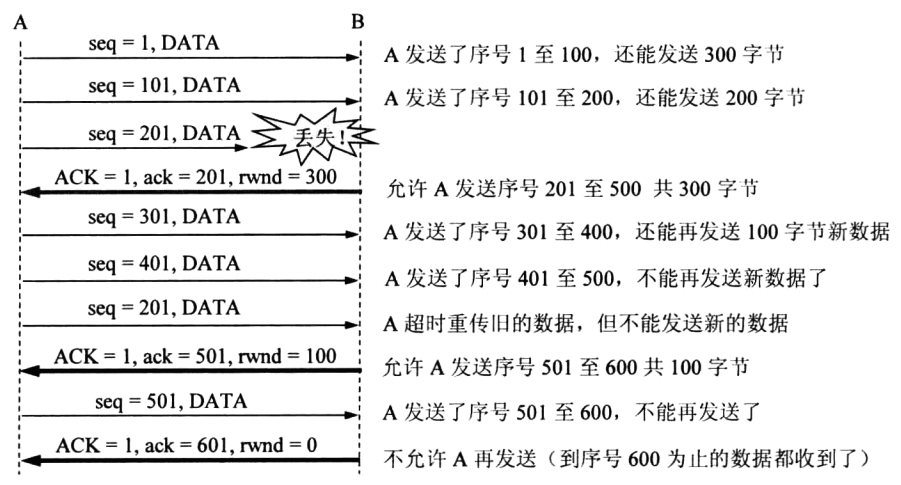 A B
seq = 1, DATA A 发送了序号 1 至 100，还能发送 300 字节
seq = 101, DATA A 发送了序号 101 至 200，还能发送 200 字节
seq = 201, DATA 丢失!
ACK = 1, ack = 201, rwnd = 300 允许 A 发送序号 201 至 500 共 300 字节
seq = 301, DATA A 发送了序号 301 至 400，还能再发送 100 字节新数据
seq = 401, DATA A 发送了序号 401 至 500，不能再发送新数据了
seq = 201, DATA A 超时重传旧的数据，但不能发送新的数据
ACK = 1, ack = 501, rwnd = 100 允许 A 发送序号 501 至 600 共 100 字节
seq = 501, DATA A 发送了序号 501 至 600，不能再发送了
ACK = 1, ack = 601, rwnd = 0 不允许 A 再发送（到序号 600 为止的数据都收到了）